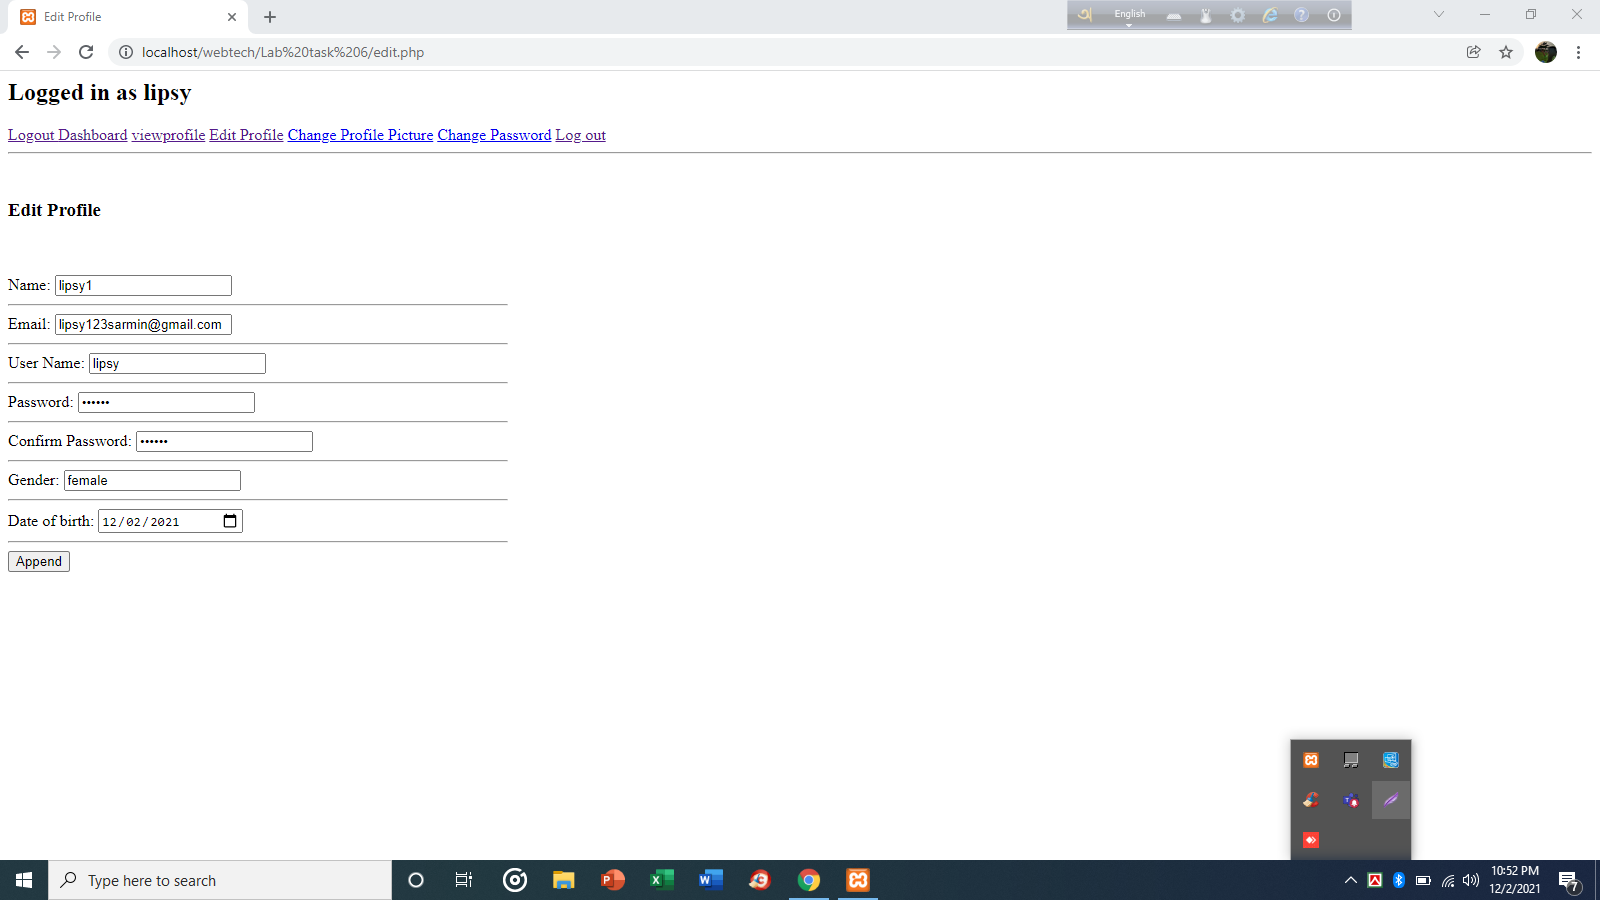 Edit Profile
English
localhost/webtech/Lab%20task%206/edit.php
Logged in as lipsy
Logout Dashboard viewprofile Edit Profile Change Profile Picture Change Password Log out
Edit Profile
Name: lipsy1
Email: lipsy123sarmin@gmail.com
User Name: lipsy
Password: ••••••
Confirm Password: ••••••
Gender: female
Date of birth: 12/02/2021
Append
Type here to search
10:52 PM
12/2/2021
7